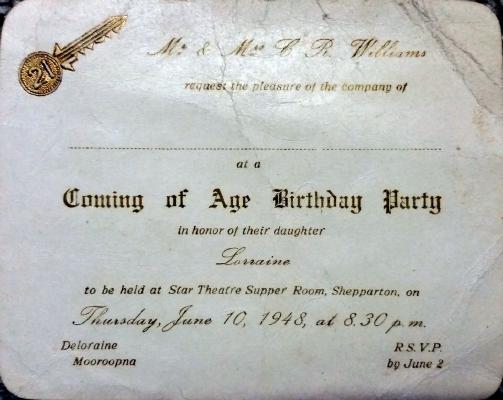 21
Mr & Mrs C R. Williams
request the pleasure of the company of
at a
Coming of Age Birthday Party
in honor of their daughter
Lorraine
to be held at Star Theatre Supper Room, Shepparton, on
Thursday, June 10, 1948, at 8.30 p.m.
Deloraine
Mooroopna
R.S.V.P.
by June 2